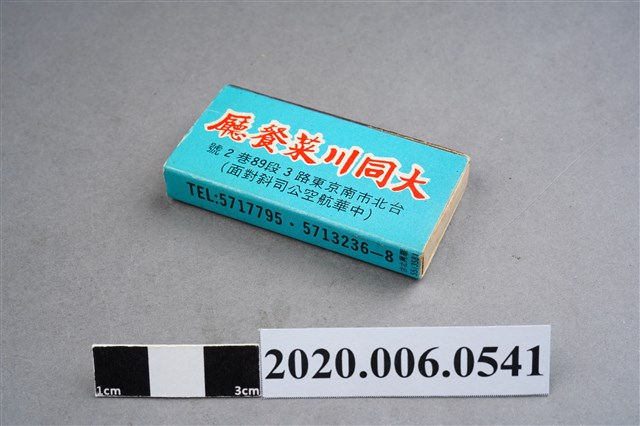 大同川菜餐廳
台北市南京東路3段89巷2號
(中華航空公司斜對面)
TEL:5717795・5713236—8
1cm
3cm
2020.006.0541